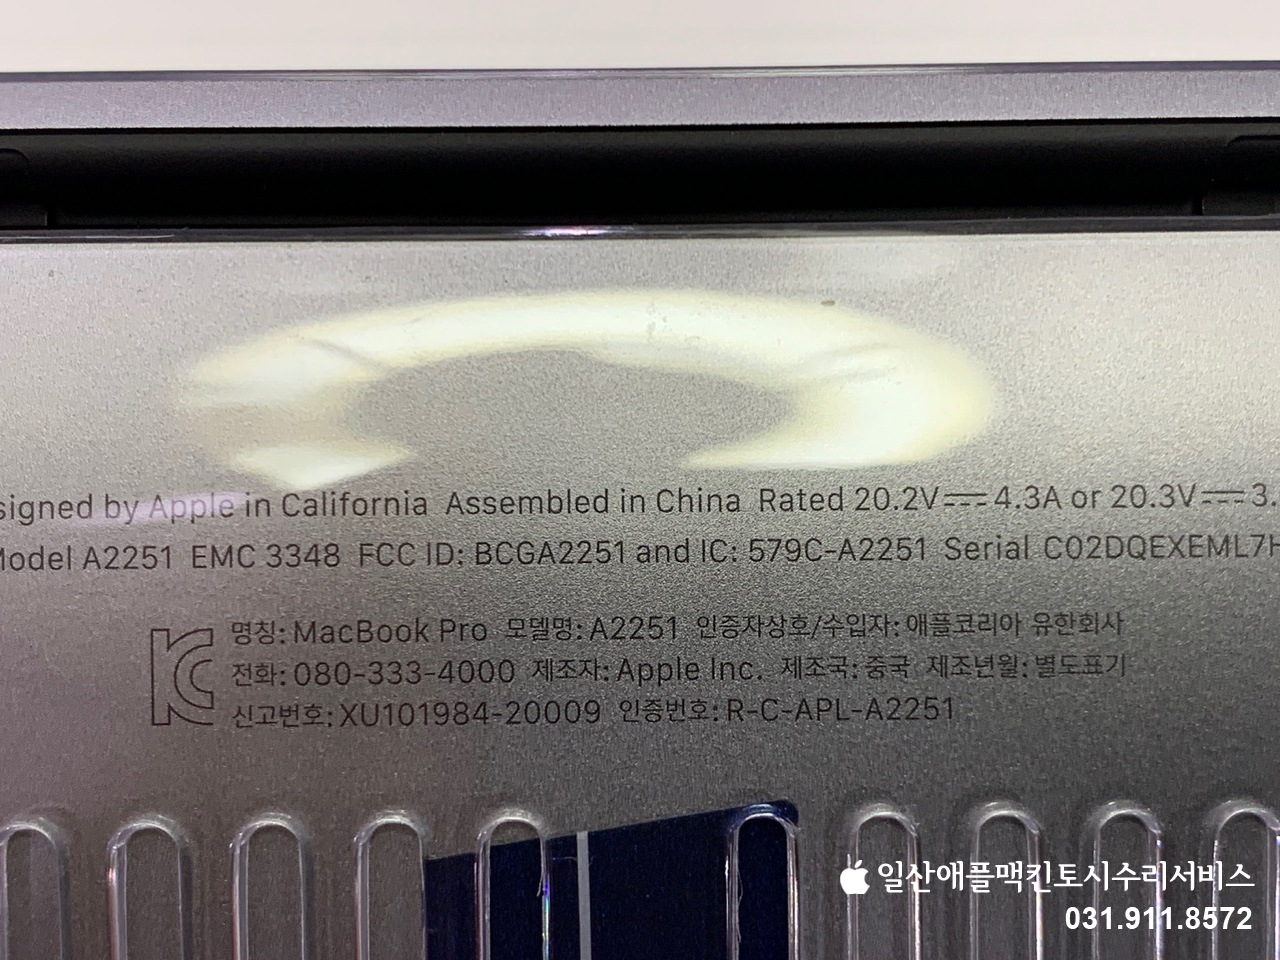 signed by Apple in California Assembled in China Rated 20.2V⎓4.3A or 20.3V⎓3.
Model A2251 EMC 3348 FCC ID: BCGA2251 and IC: 579C-A2251 Serial C02DQEXEML7H
명칭: MacBook Pro 모델명: A2251 인증자상호/수입자: 애플코리아 유한회사
전화: 080-333-4000 제조자: Apple Inc. 제조국: 중국 제조년월: 별도표기
신고번호: XU101984-20009 인증번호: R-C-APL-A2251
일산애플맥킨토시수리서비스
031.911.8572